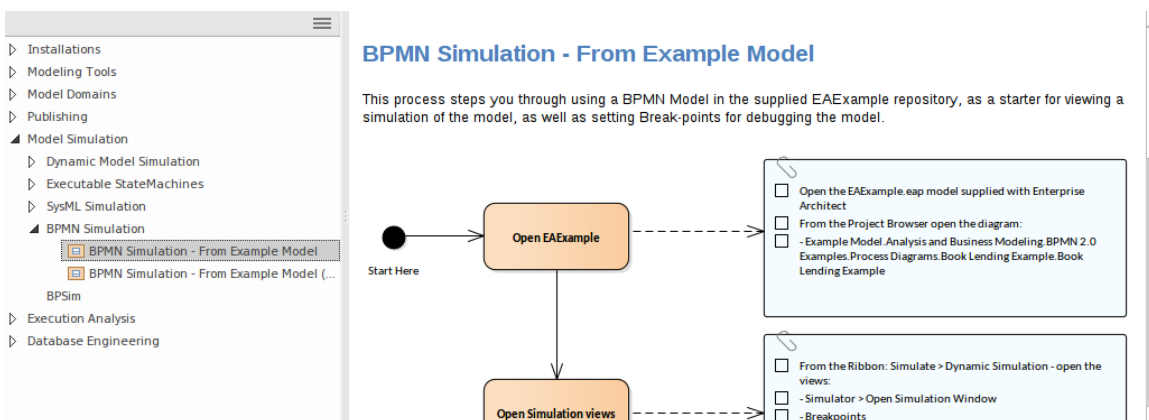 Installations
Modeling Tools
Model Domains
Publishing
Model Simulation
Dynamic Model Simulation
Executable StateMachines
SysML Simulation
BPMN Simulation
BPMN Simulation - From Example Model
BPMN Simulation - From Example Model (...
BPSim
Execution Analysis
Database Engineering
BPMN Simulation - From Example Model
This process steps you through using a BPMN Model in the supplied EAExample repository, as a starter for viewing a
simulation of the model, as well as setting Break-points for debugging the model.
Start Here
Open EAExample
Open the EAExample.eap model supplied with Enterprise
Architect
From the Project Browser open the diagram:
- Example Model.Analysis and Business Modeling.BPMN 2.0
Examples.Process Diagrams.Book Lending Example.Book
Lending Example
Open Simulation views
From the Ribbon: Simulate > Dynamic Simulation - open the
views:
- Simulator > Open Simulation Window
- Breakpoints